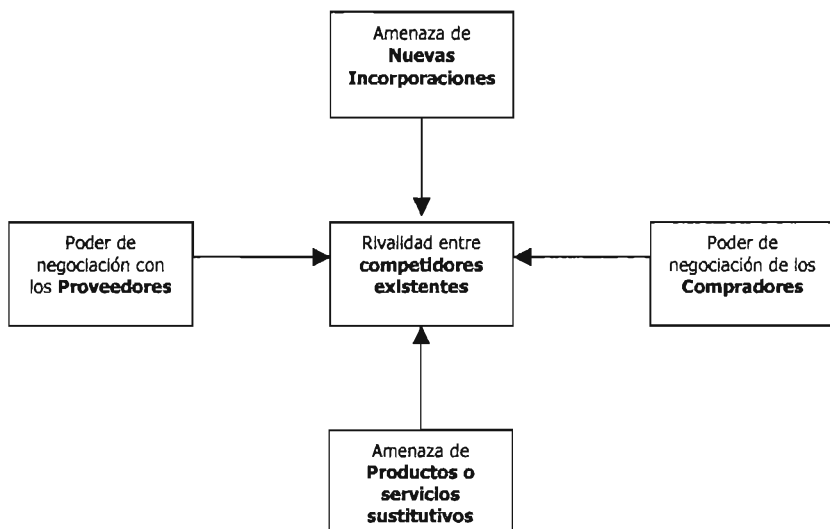 Amenaza de
Nuevas
Incorporaciones
Poder de
negociación con
los Proveedores
Rivalidad entre
competidores
existentes
Poder de
negociación de los
Compradores
Amenaza de
Productos o
servicios
sustitutivos